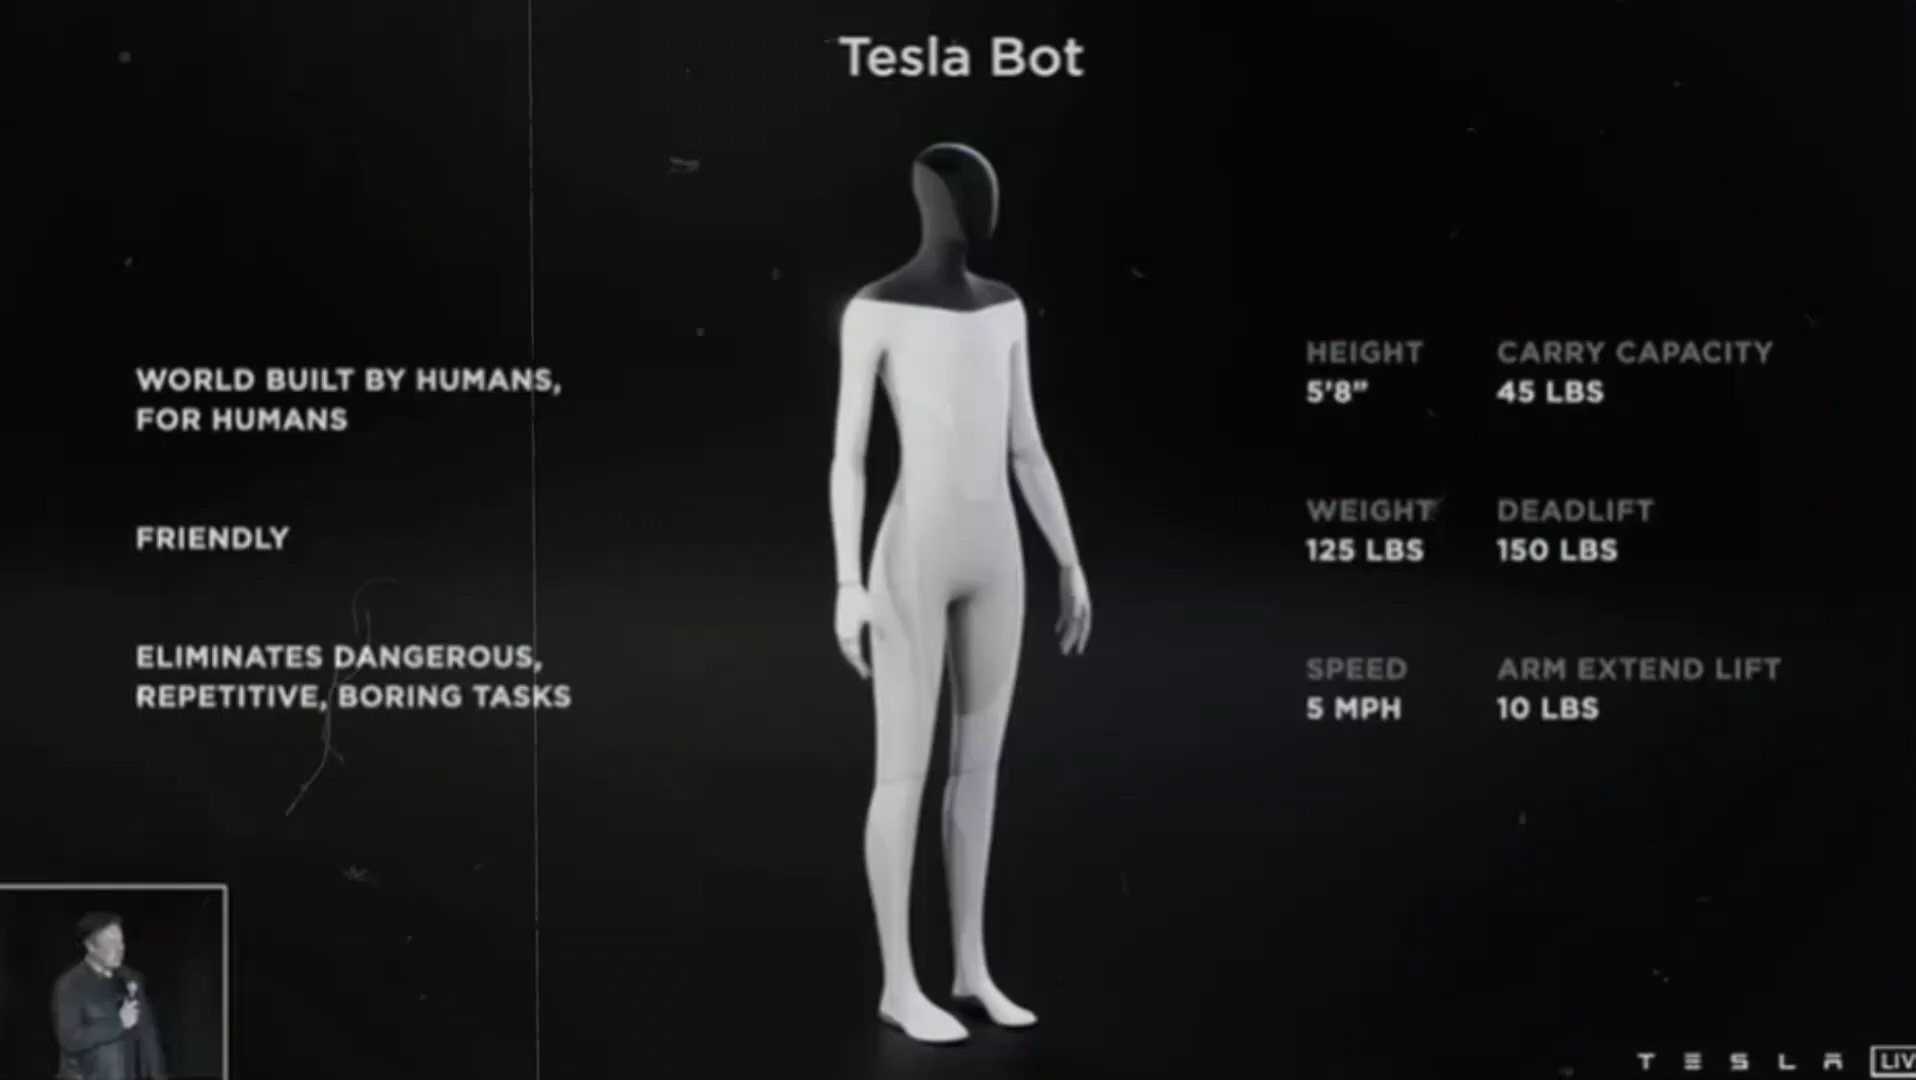 Tesla Bot
WORLD BUILT BY HUMANS,
FOR HUMANS
FRIENDLY
ELIMINATES DANGEROUS,
REPETITIVE, BORING TASKS
HEIGHT
5'8”
CARRY CAPACITY
45 LBS
WEIGHT
125 LBS
DEADLIFT
150 LBS
SPEED
5 MPH
ARM EXTEND LIFT
10 LBS
TESLA
LIV